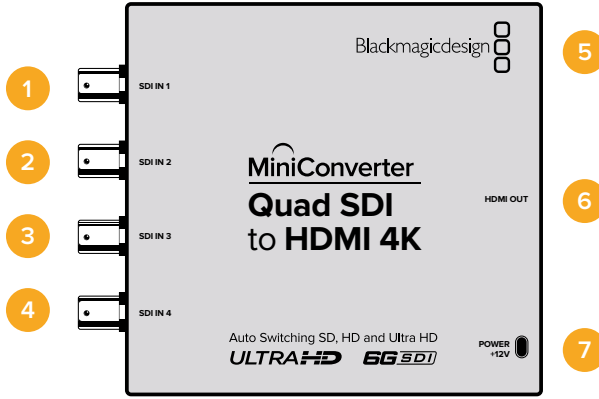 Blackmagicdesign
1
SDI IN 1
5
2
SDI IN 2
MiniConverter
Quad SDI
to HDMI 4K
HDMI OUT
6
3
SDI IN 3
4
SDI IN 4
Auto Switching SD, HD and Ultra HD
ULTRAHD 6G SDI
POWER
+12V
7